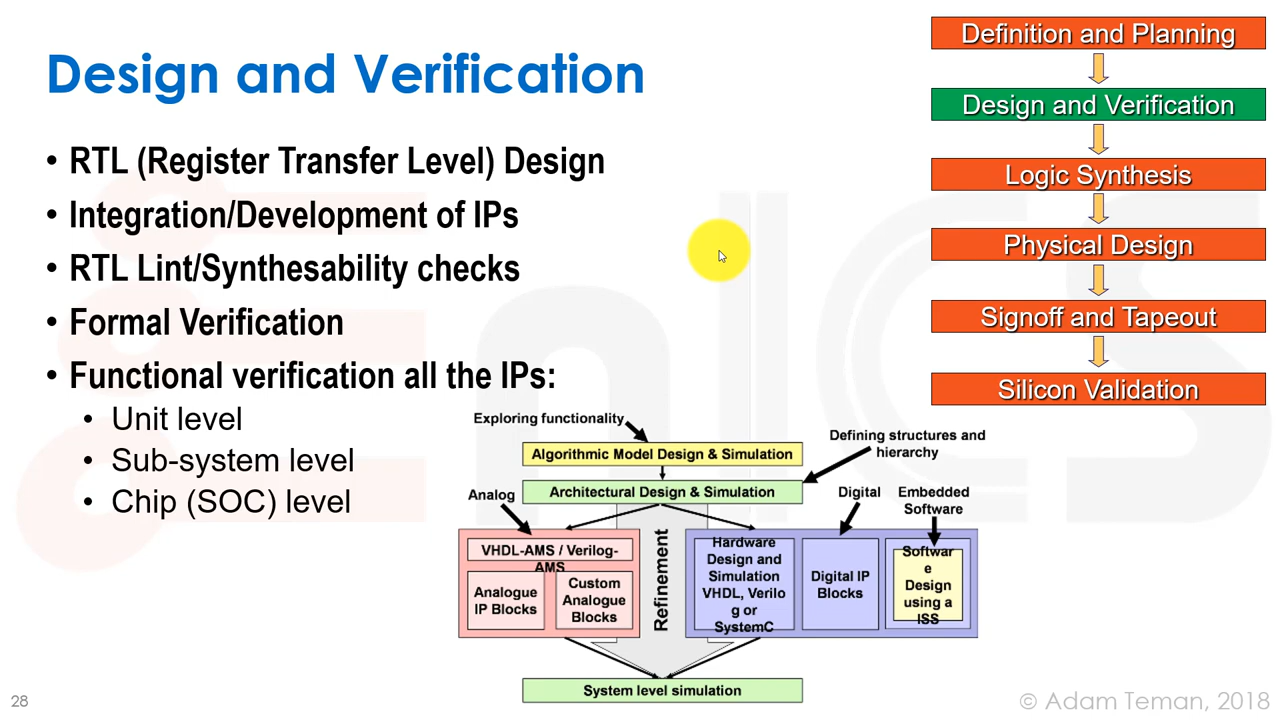 Design and Verification
• RTL (Register Transfer Level) Design
• Integration/Development of IPs
• RTL Lint/Synthesability checks
• Formal Verification
• Functional verification all the IPs:
• Unit level
• Sub-system level
• Chip (SOC) level
Definition and Planning
Design and Verification
Logic Synthesis
Physical Design
Signoff and Tapeout
Silicon Validation
Exploring functionality
Algorithmic Model Design & Simulation
Defining structures and
hierarchy
Architectural Design & Simulation
Analog
Digital
Embedded
Software
VHDL-AMS / Verilog-
AMS
Analogue
IP Blocks
Custom
Analogue
Blocks
Refinement
Hardware
Design and
Simulation
VHDL, Verilo
g or
SystemC
Digital IP
Blocks
Softwar
e
Design
using a
ISS
System level simulation
28
© Adam Teman, 2018
EnICS